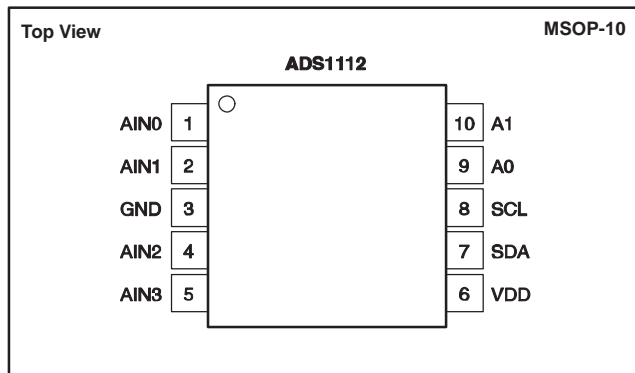 Top View
MSOP-10
ADS1112
AIN0 1
10 A1
AIN1 2
9 A0
GND 3
8 SCL
AIN2 4
7 SDA
AIN3 5
6 VDD